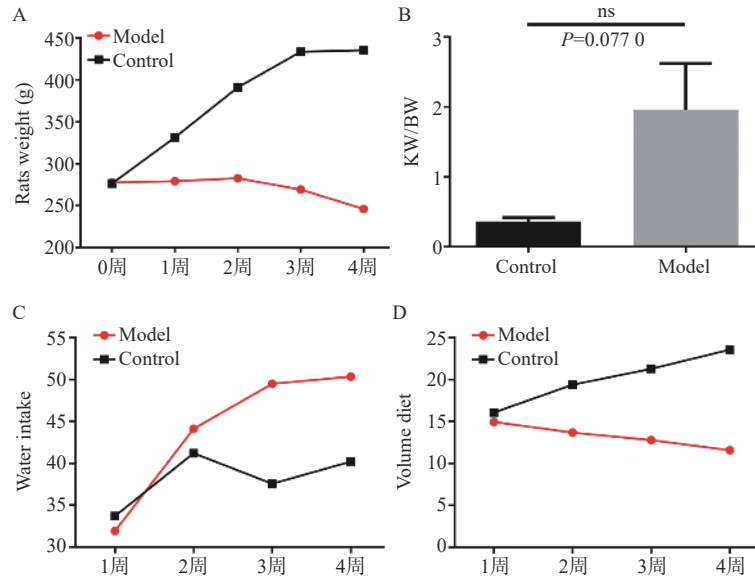 A
Model
Control
Rats weight (g)
450
400
350
300
250
200
0周 1周 2周 3周 4周
B
ns
P=0.077 0
KW/BW
3
2
1
0
Control Model
C
Model
Control
Water intake
55
50
45
40
35
30
1周 2周 3周 4周
D
Model
Control
Volume diet
25
20
15
10
5
0
1周 2周 3周 4周